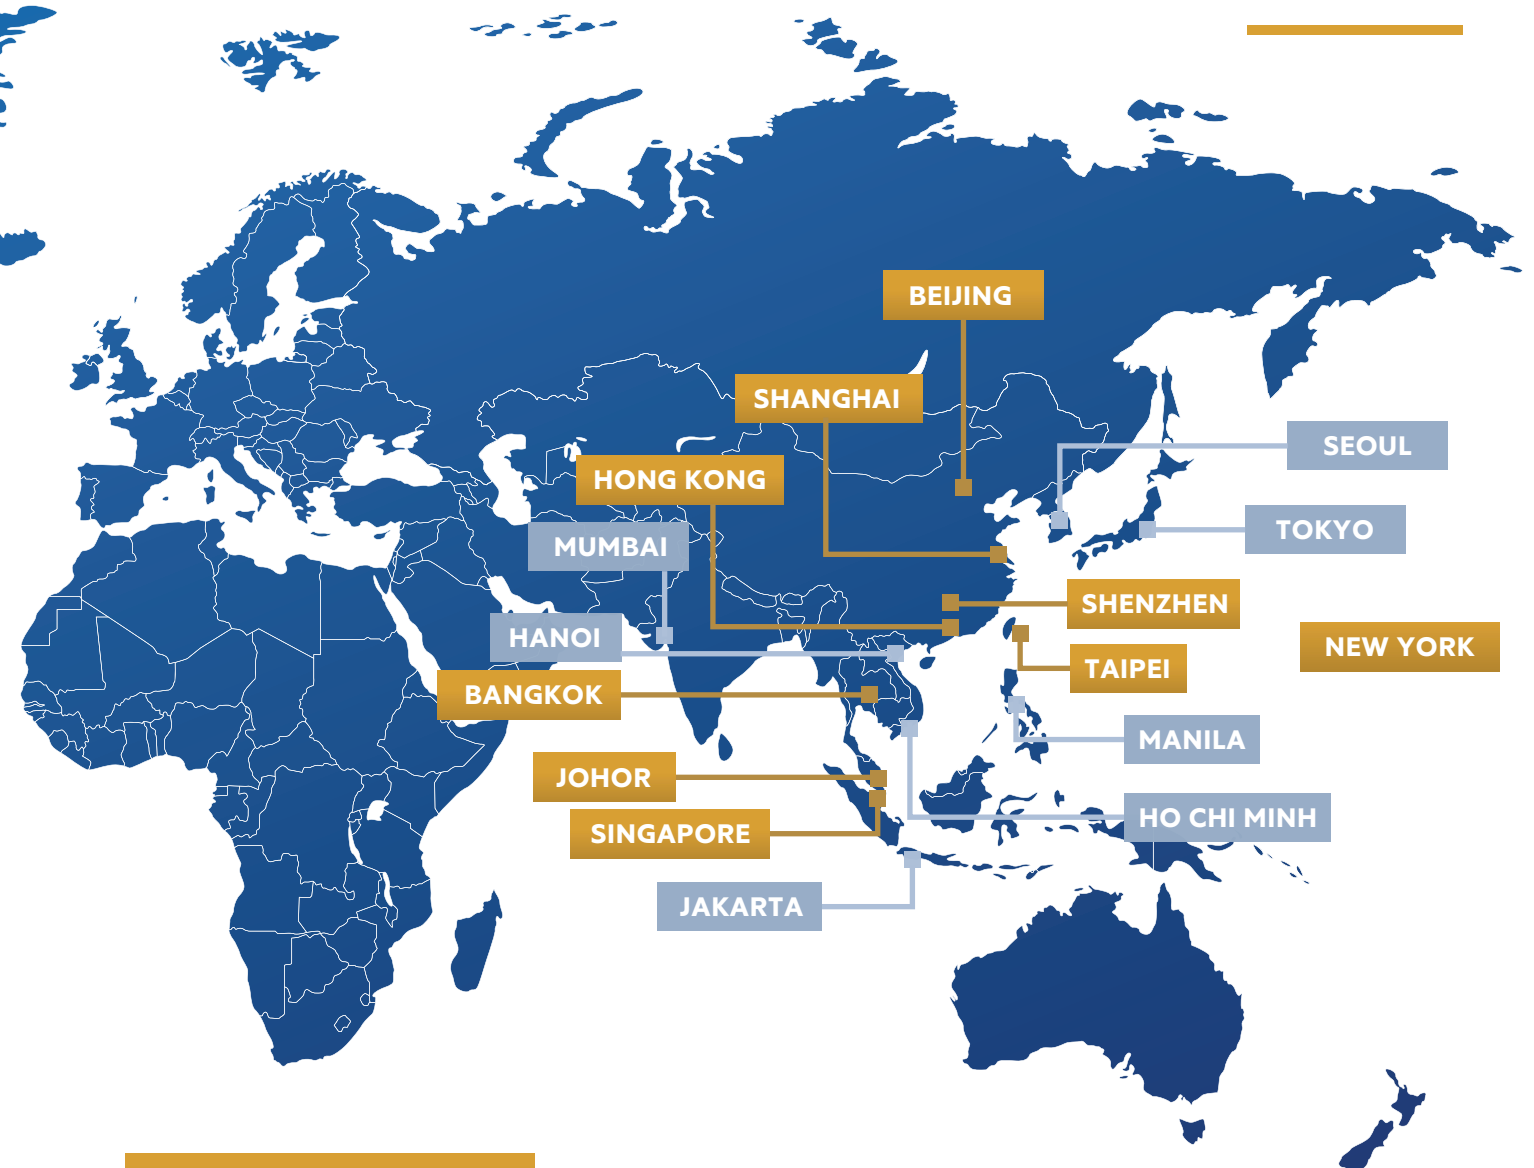 BEIJING
SHANGHAI
SEOUL
HONG KONG
TOKYO
MUMBAI
SHENZHEN
HANOI
NEW YORK
TAIPEI
BANGKOK
MANILA
JOHOR
HO CHI MINH
SINGAPORE
JAKARTA